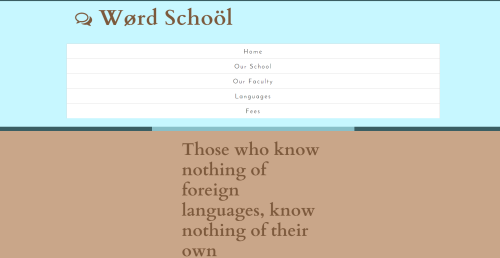 Wørd Schoöl
Home
Our School
Our Faculty
Languages
Fees
Those who know
nothing of
foreign
languages, know
nothing of their
own